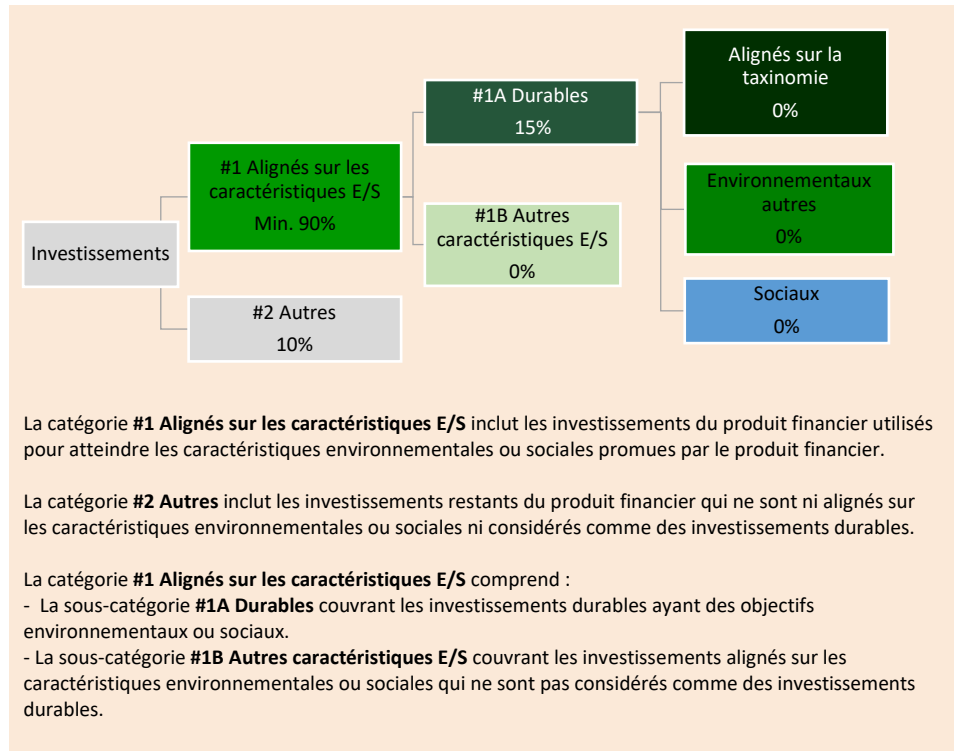 Investissements
#1 Alignés sur les
caractéristiques E/S
Min. 90%
#2 Autres
10%
#1A Durables
15%
#1B Autres
caractéristiques E/S
0%
Alignés sur la
taxinomie
0%
Environnementaux
autres
0%
Sociaux
0%
La catégorie #1 Alignés sur les caractéristiques E/S inclut les investissements du produit financier utilisés
pour atteindre les caractéristiques environnementales ou sociales promues par le produit financier.
La catégorie #2 Autres inclut les investissements restants du produit financier qui ne sont ni alignés sur
les caractéristiques environnementales ou sociales ni considérés comme des investissements durables.
La catégorie #1 Alignés sur les caractéristiques E/S comprend :
- La sous-catégorie #1A Durables couvrant les investissements durables ayant des objectifs
environnementaux ou sociaux.
- La sous-catégorie #1B Autres caractéristiques E/S couvrant les investissements alignés sur les
caractéristiques environnementales ou sociales qui ne sont pas considérés comme des investissements
durables.